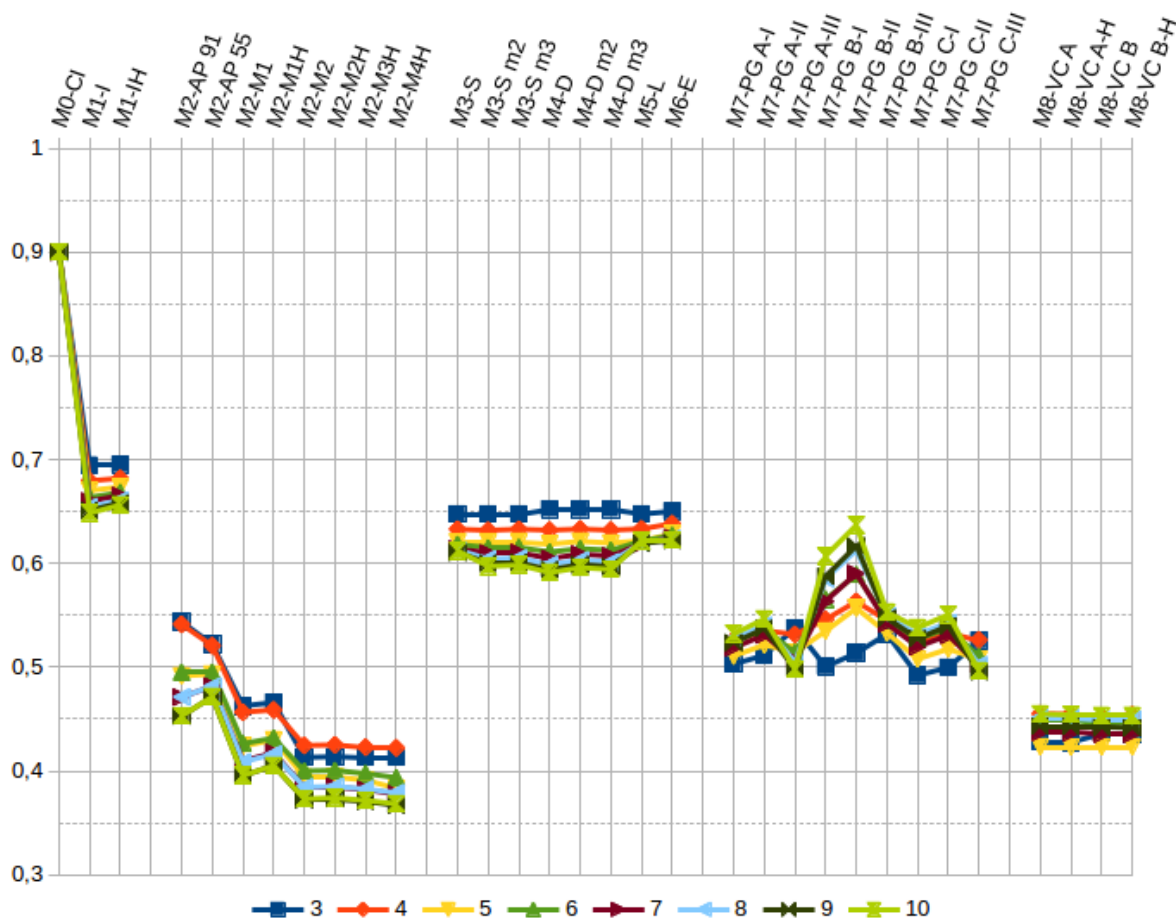 M0-CI
M1-I
M1-IH
M2-AP 91
M2-AP 55
M2-M1
M2-M1H
M2-M2
M2-M2H
M2-M3H
M2-M4H
M3-S
M3-S m2
M3-S m3
M4-D
M4-D m2
M4-D m3
M5-L
M6-E
M7-PG A-I
M7-PG A-II
M7-PG A-III
M7-PG B-I
M7-PG B-II
M7-PG B-III
M7-PG C-I
M7-PG C-II
M7-PG C-III
M8-VC A
M8-VC A-H
M8-VC B
M8-VC B-H
1
0,9
0,8
0,7
0,6
0,5
0,4
0,3
3 4 5 6 7 8 9 10